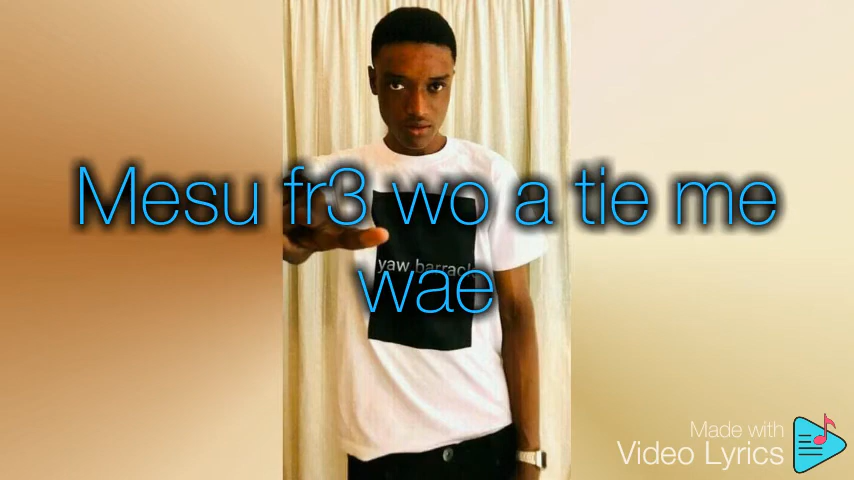 Mesu fr3 wo a tie me
wae
yaw barrack
Made with
Video Lyrics